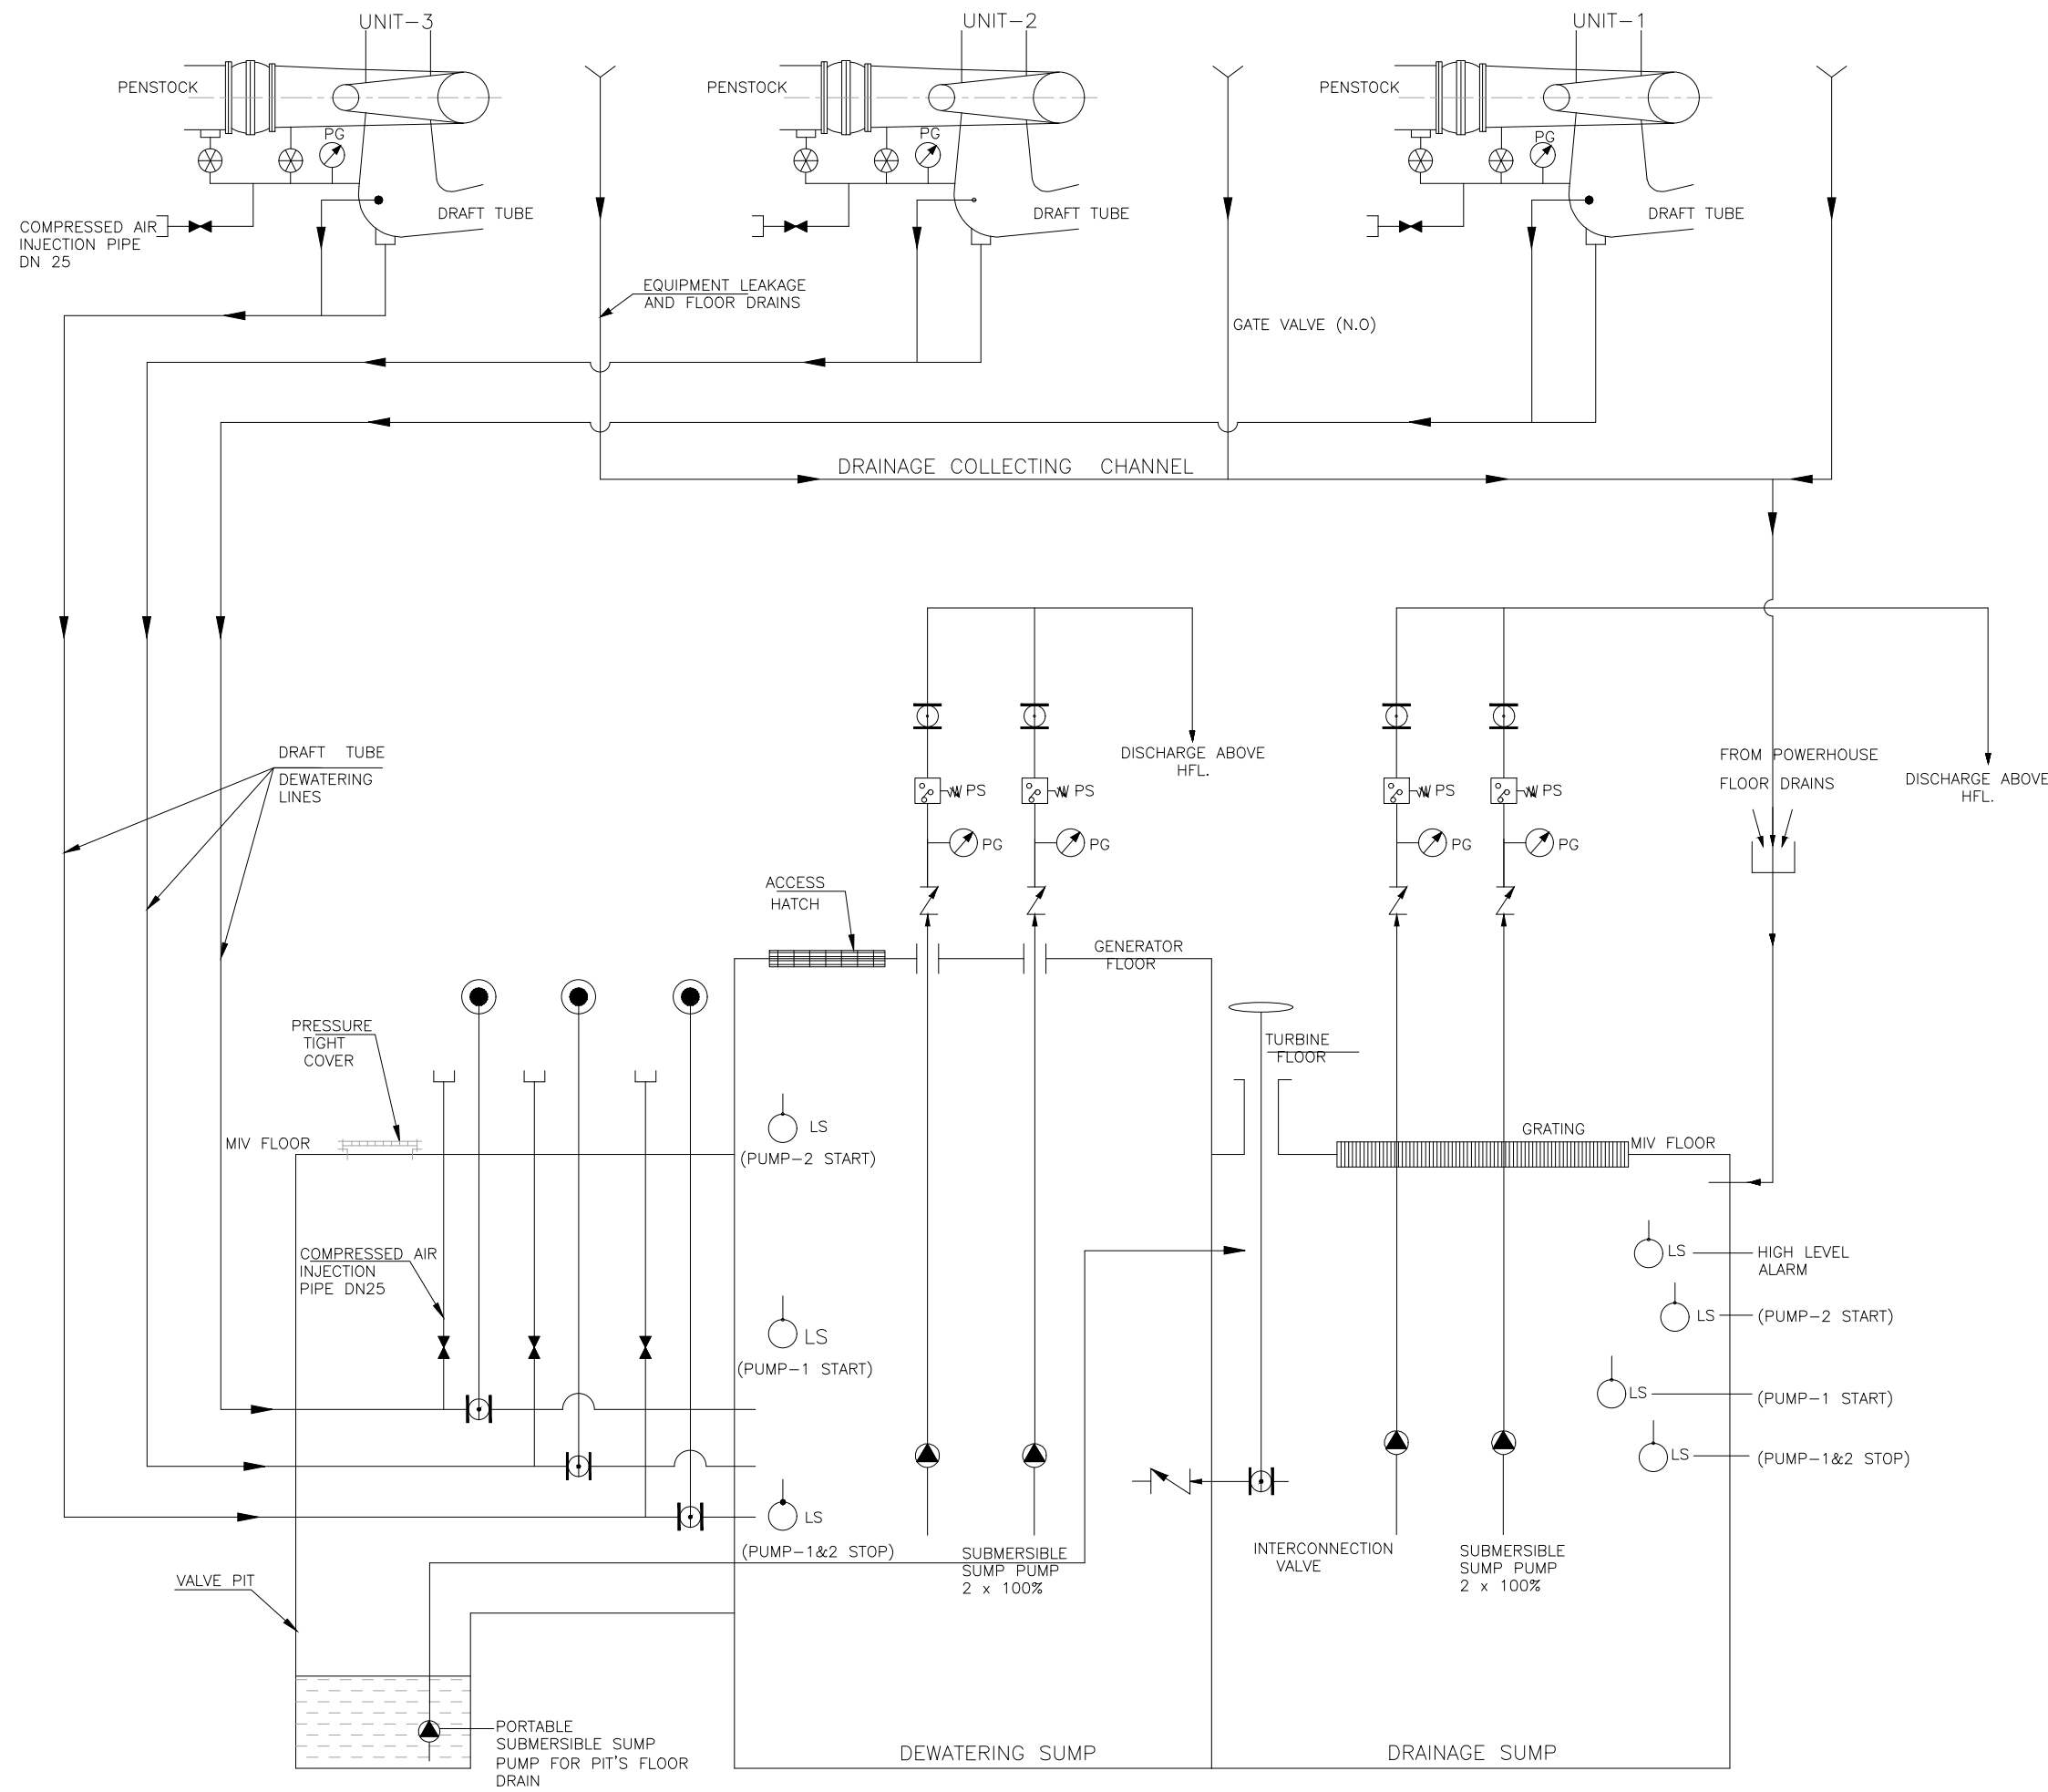 UNIT-3
UNIT-2
UNIT-1
PENSTOCK
PENSTOCK
PENSTOCK
PG
PG
PG
DRAFT TUBE
DRAFT TUBE
DRAFT TUBE
COMPRESSED AIR
INJECTION PIPE
DN 25
EQUIPMENT LEAKAGE
AND FLOOR DRAINS
GATE VALVE (N.O)
DRAINAGE COLLECTING CHANNEL
DRAFT TUBE
DEWATERING
LINES
DISCHARGE ABOVE
HFL.
FROM POWERHOUSE
FLOOR DRAINS
DISCHARGE ABOVE
HFL.
PS
PS
PS
PS
PG
PG
PG
PG
ACCESS
HATCH
GENERATOR
FLOOR
PRESSURE
TIGHT
COVER
TURBINE
FLOOR
MIV FLOOR
LS
(PUMP-2 START)
GRATING
MIV FLOOR
COMPRESSED AIR
INJECTION
PIPE DN25
LS
HIGH LEVEL
ALARM
LS
(PUMP-2 START)
LS
(PUMP-1 START)
LS
(PUMP-1 START)
LS
(PUMP-1&2 STOP)
LS
(PUMP-1&2 STOP)
SUBMERSIBLE
SUMP PUMP
2 x 100%
INTERCONNECTION
VALVE
SUBMERSIBLE
SUMP PUMP
2 x 100%
VALVE PIT
PORTABLE
SUBMERSIBLE SUMP
PUMP FOR PIT'S FLOOR
DRAIN
DEWATERING SUMP
DRAINAGE SUMP